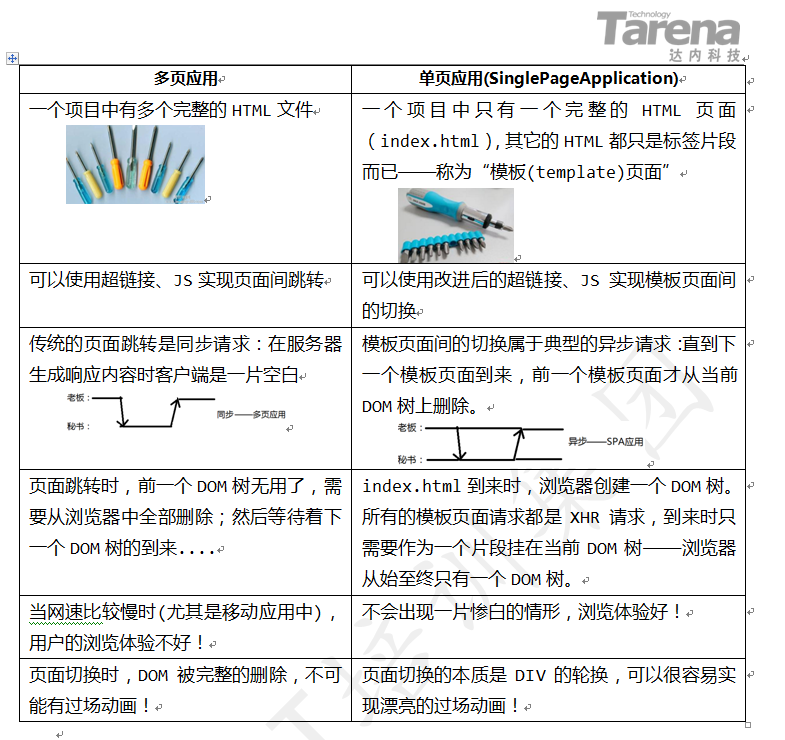 Technology
Tarena
达内科技
多页应用
单页应用(SinglePageApplication)
一个项目中有多个完整的 HTML 文件
一个项目中只有一个完整的 HTML 页面
（index.html），其它的 HTML 都只是标签片段
而已——称为“模板(template)页面”
可以使用超链接、JS 实现页面间跳转
可以使用改进后的超链接、JS 实现模板页面间
的切换
传统的页面跳转是同步请求：在服务器
生成响应内容时客户端是一片空白
老板：
秘书：
同步——多页应用
模板页面间的切换属于典型的异步请求：直到下
一个模板页面到来，前一个模板页面才从当前
DOM 树上删除。
老板：
秘书：
异步——SPA应用
页面跳转时，前一个 DOM 树无用了，需
要从浏览器中全部删除；然后等待着下
一个 DOM 树的到来....
index.html 到来时，浏览器创建一个 DOM 树。
所有的模板页面请求都是 XHR 请求，到来时只
需要作为一个片段挂在当前 DOM 树——浏览器
从始至终只有一个 DOM 树。
当网速比较慢时(尤其是移动应用中)，
用户的浏览体验不好！
不会出现一片惨白的情形，浏览体验好！
页面切换时，DOM 被完整的删除，不可
能有过场动画！
页面切换的本质是 DIV 的轮换，可以很容易实
现漂亮的过场动画！
IT培训集团